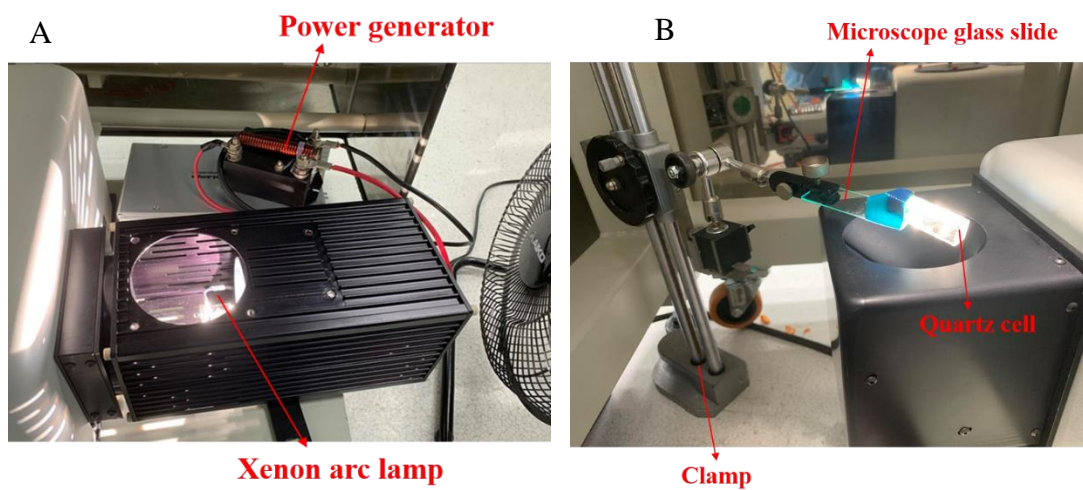 A
Power generator
Xenon arc lamp
B
Microscope glass slide
Quartz cell
Clamp